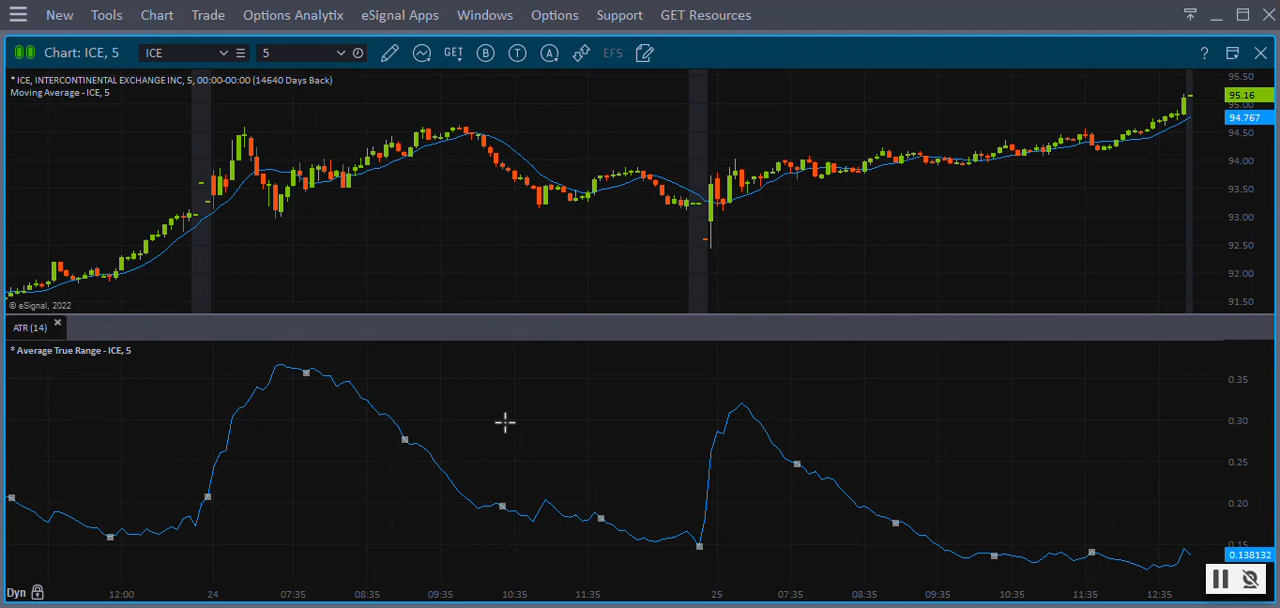 New Tools Chart Trade Options Analytix eSignal Apps Windows Options Support GET Resources
Chart: ICE, 5 ICE 5 GET B T A EFS ?
* ICE, INTERCONTINENTAL EXCHANGE INC, 5, 00:00-00:00 (14640 Days Back)
Moving Average - ICE, 5
95.50
95.16
95.00
94.767
94.50
94.00
93.50
93.00
92.50
92.00
91.50
© eSignal, 2022
ATR (14)
* Average True Range - ICE, 5
0.35
0.30
0.25
0.20
0.15
0.138132
Dyn 12:00 24 07:35 08:35 09:35 10:35 11:35 25 07:35 08:35 09:35 10:35 11:35 12:35